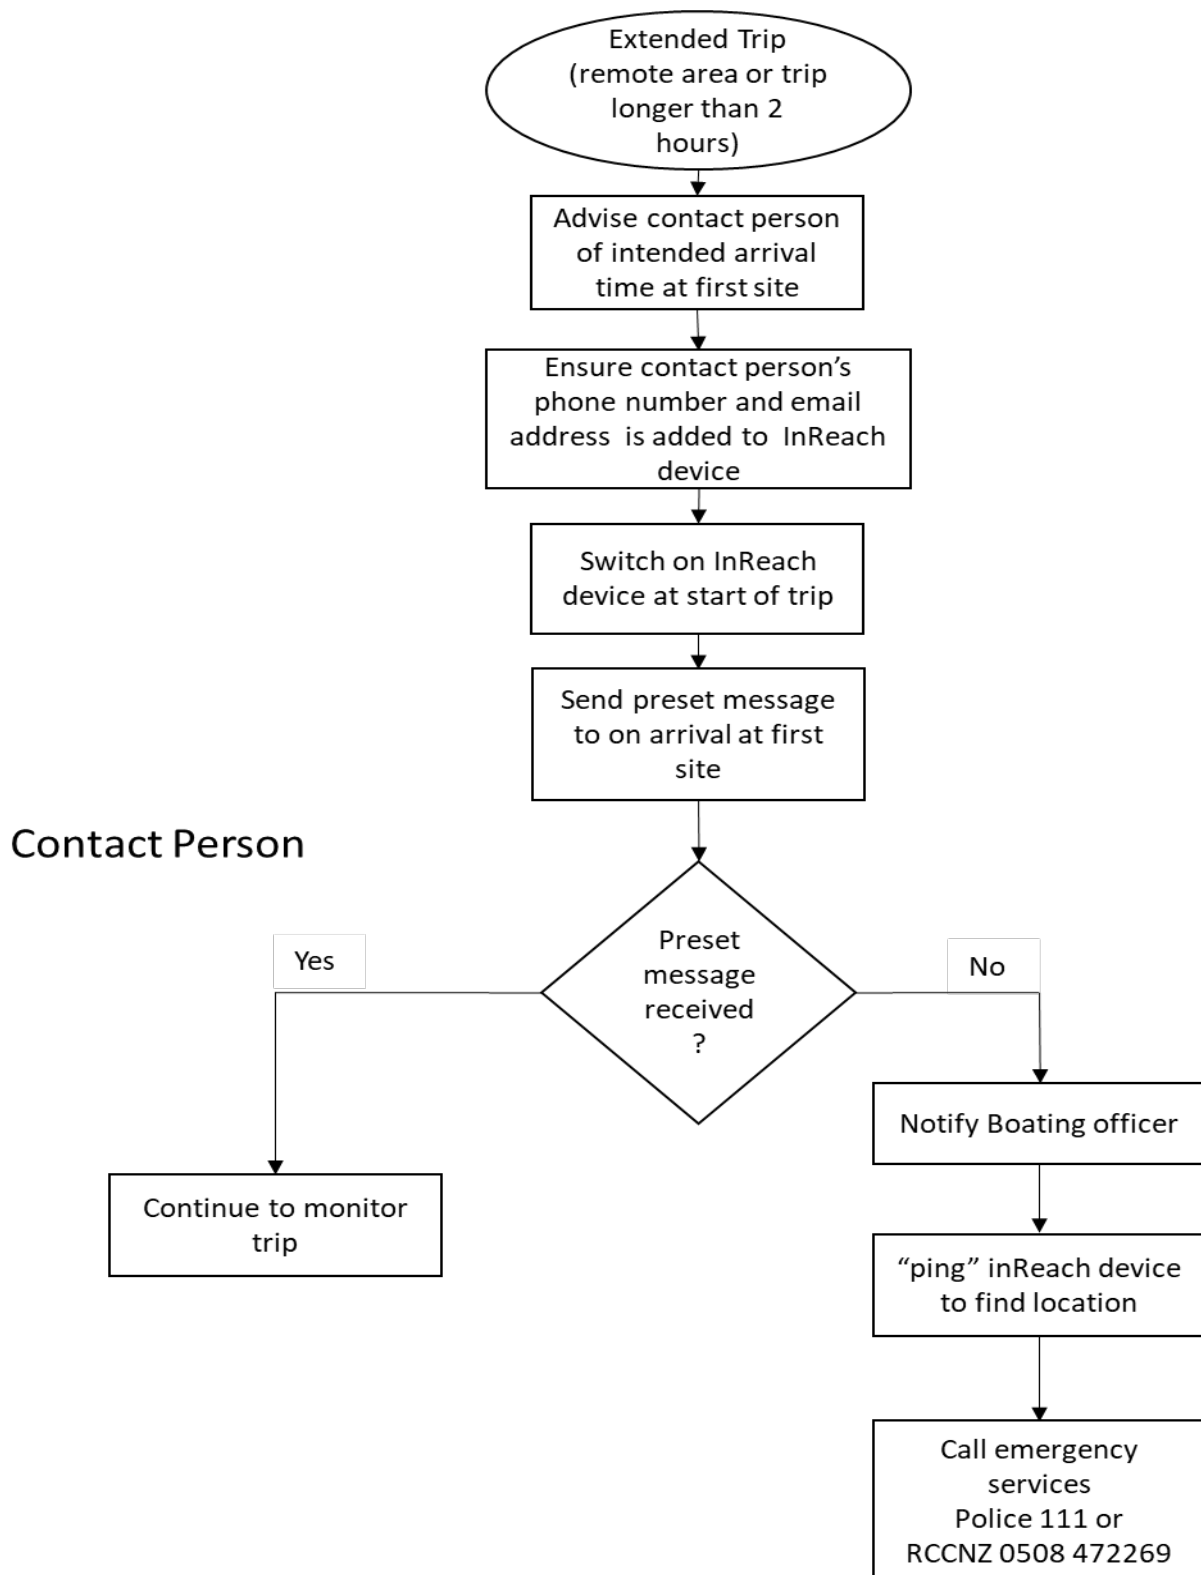 Extended Trip
(remote area or trip
longer than 2
hours)
Advise contact person
of intended arrival
time at first site
Ensure contact person’s
phone number and email
address is added to InReach
device
Switch on InReach
device at start of trip
Send preset message
to on arrival at first
site
Contact Person
Preset
message
received
?
Yes
No
Continue to monitor
trip
Notify Boating officer
“ping” inReach device
to find location
Call emergency
services
Police 111 or
RCCNZ 0508 472269